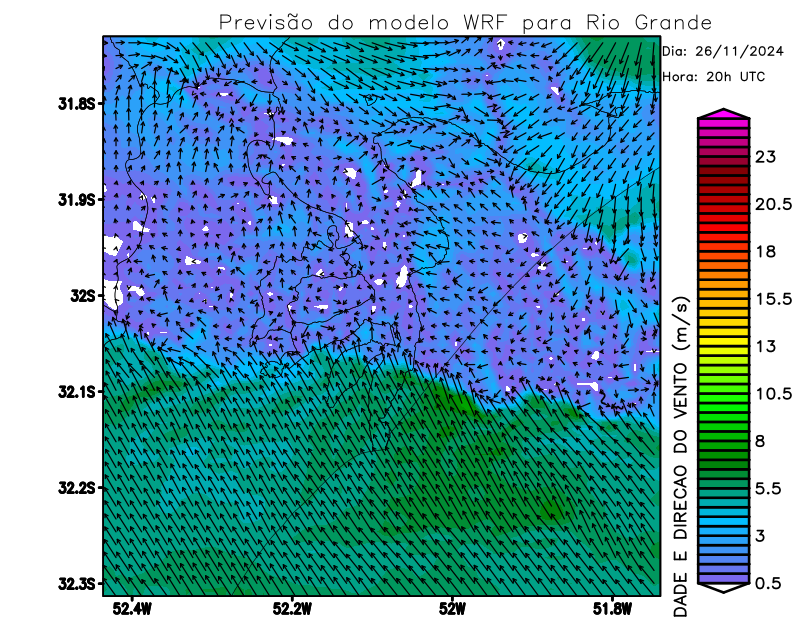 Previsão do modelo WRF para Rio Grande
Dia: 26/11/2024
Hora: 20h UTC
31.8S
31.9S
32S
32.1S
32.2S
32.3S
52.4W
52.2W
52W
51.8W
DADE E DIRECAO DO VENTO (m/s)
23
20.5
18
15.5
13
10.5
8
5.5
3
0.5